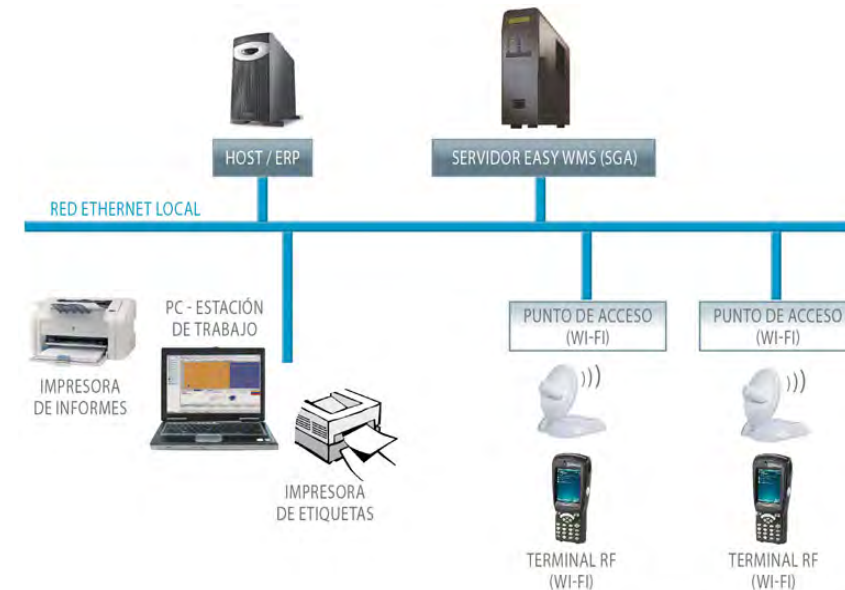 HOST / ERP
SERVIDOR EASY WMS (SGA)
RED ETHERNET LOCAL
PC - ESTACIÓN
DE TRABAJO
IMPRESORA
DE INFORMES
IMPRESORA
DE ETIQUETAS
PUNTO DE ACCESO
(WI-FI)
PUNTO DE ACCESO
(WI-FI)
TERMINAL RF
(WI-FI)
TERMINAL RF
(WI-FI)